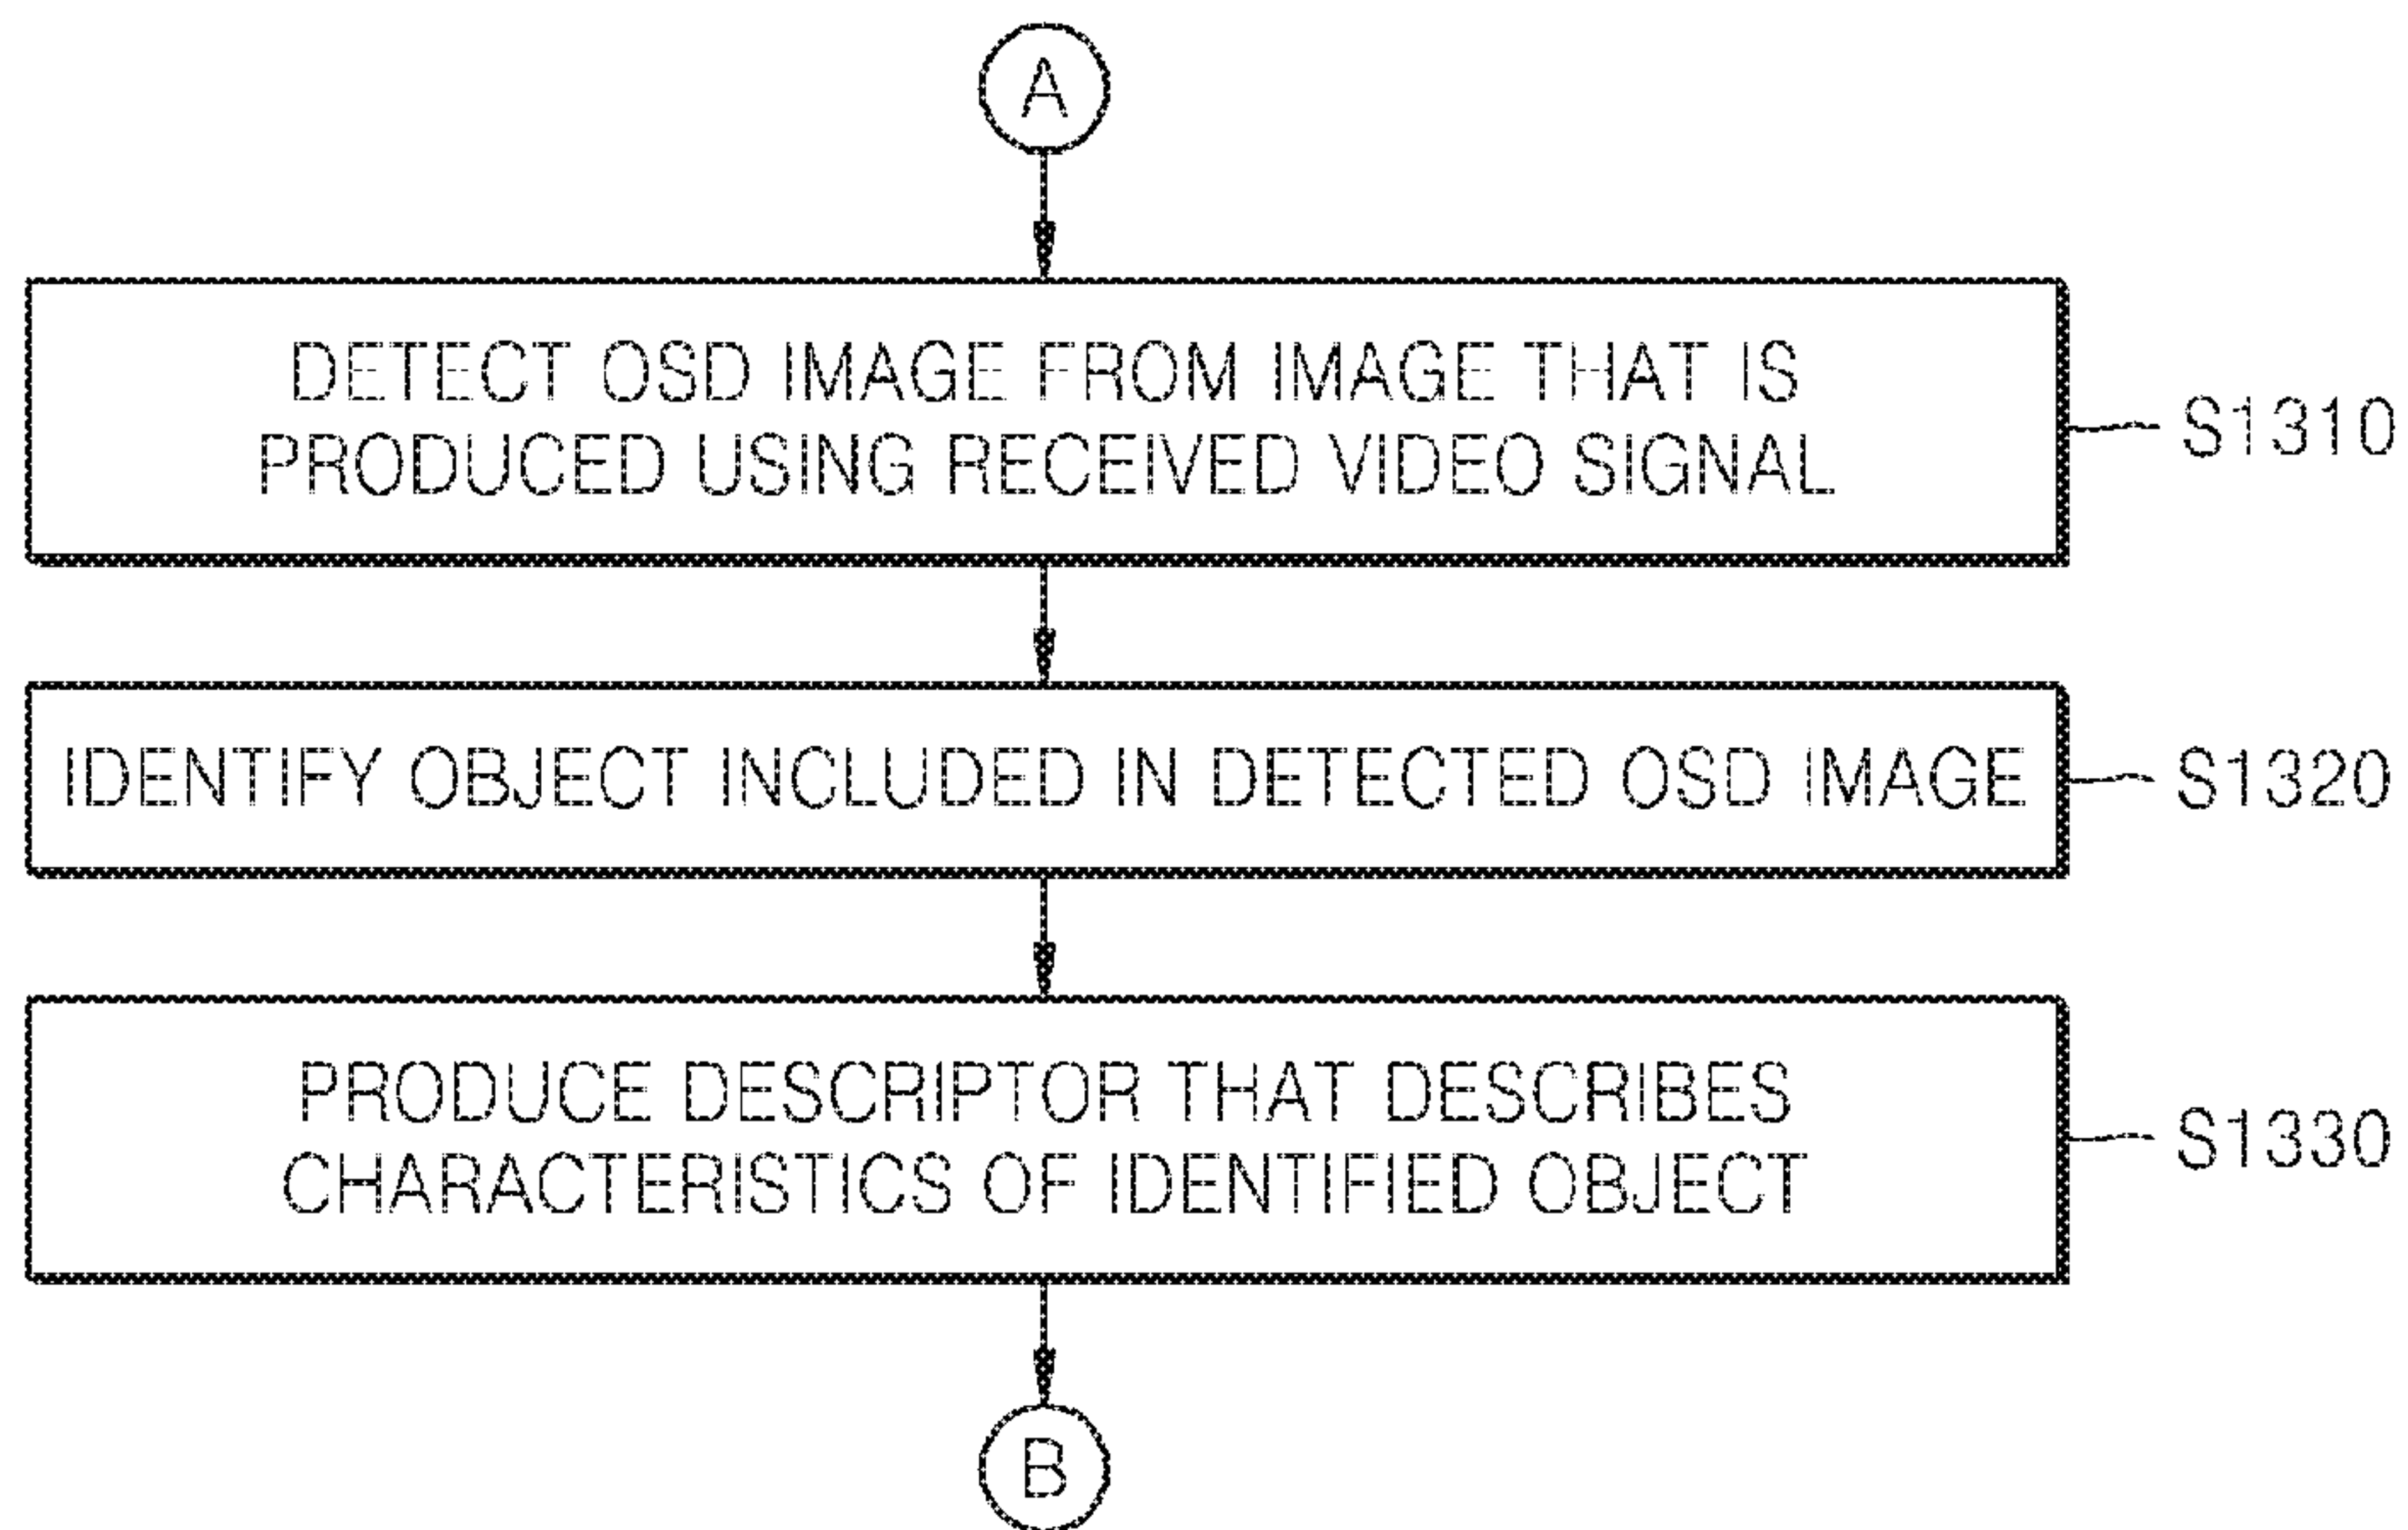 A
DETECT OSD IMAGE FROM IMAGE THAT IS
PRODUCED USING RECEIVED VIDEO SIGNAL
S1310
IDENTIFY OBJECT INCLUDED IN DETECTED OSD IMAGE
S1320
PRODUCE DESCRIPTOR THAT DESCRIBES
CHARACTERISTICS OF IDENTIFIED OBJECT
S1330
B